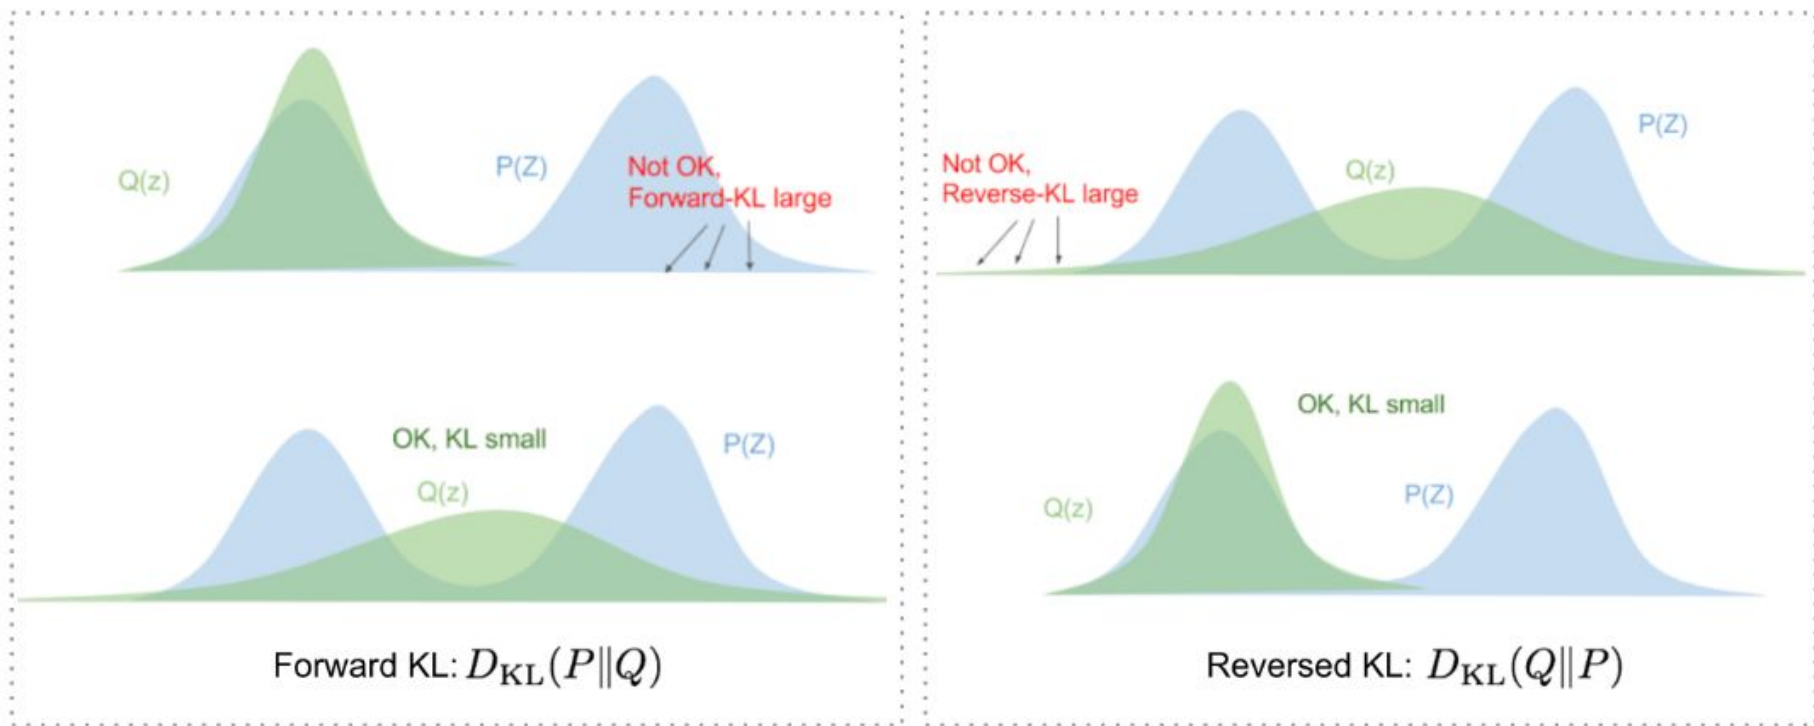 Q(z)
P(Z)
Not OK,
Forward-KL large
OK, KL small
P(Z)
Q(z)
Forward KL: D_KL(P‖Q)
P(Z)
Not OK,
Reverse-KL large
Q(z)
OK, KL small
Q(z)
P(Z)
Reversed KL: D_KL(Q‖P)